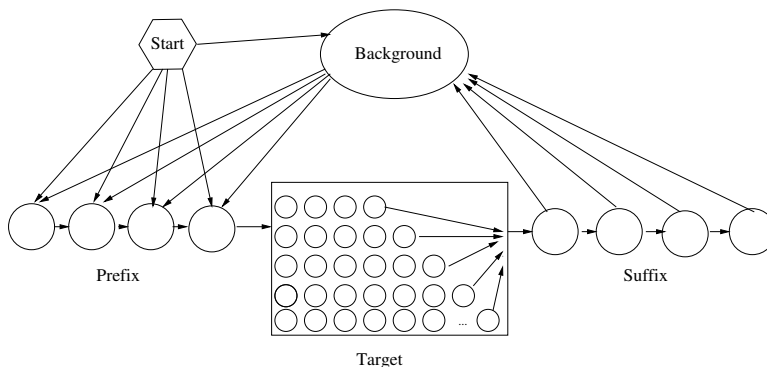 Start
Background
Prefix
Suffix
...
Target